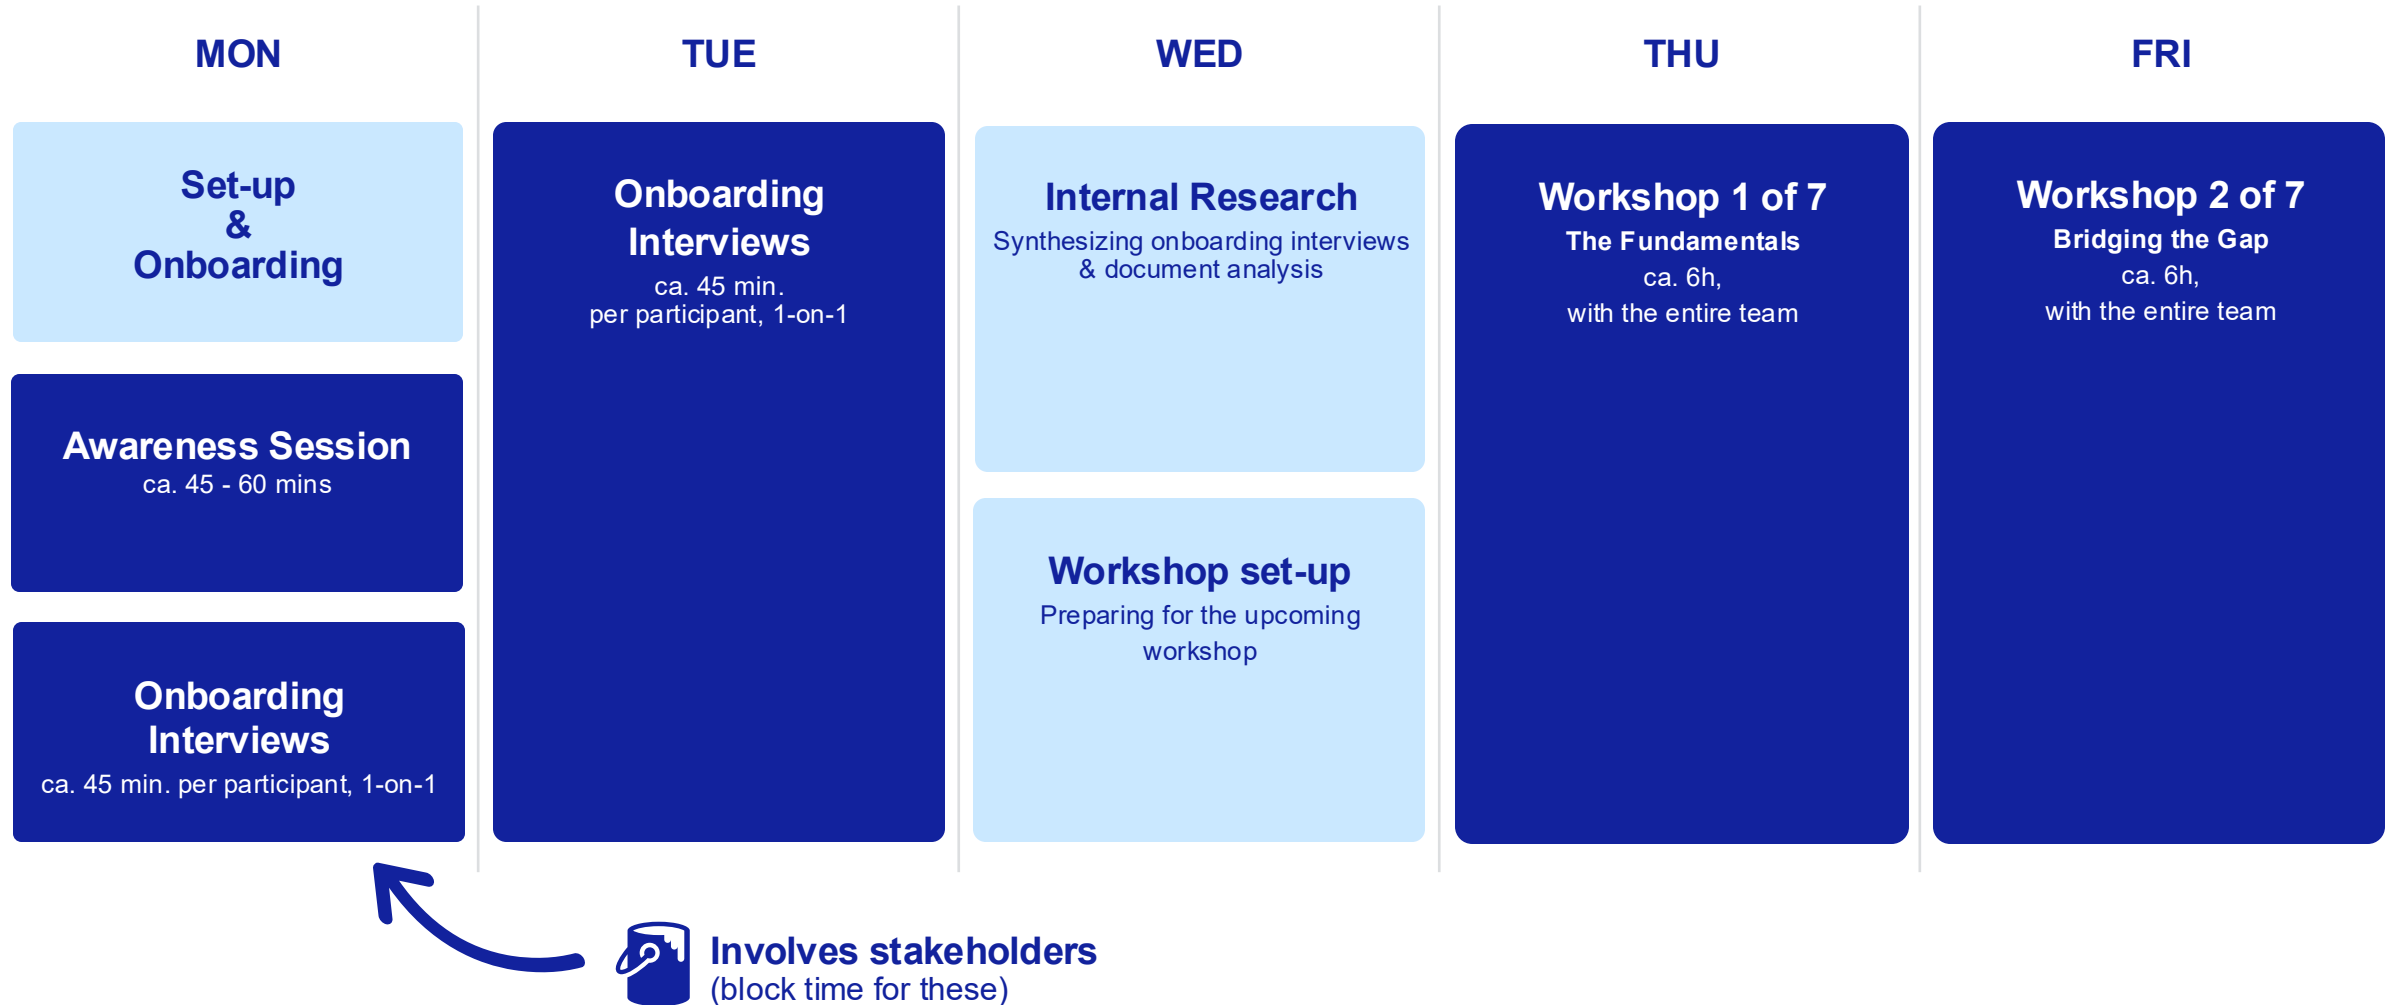 MON
Set-up
&
Onboarding
Awareness Session
ca. 45 - 60 mins
Onboarding
Interviews
ca. 45 min. per participant, 1-on-1
TUE
Onboarding
Interviews
ca. 45 min.
per participant, 1-on-1
WED
Internal Research
Synthesizing onboarding interviews
& document analysis
Workshop set-up
Preparing for the upcoming
workshop
THU
Workshop 1 of 7
The Fundamentals
ca. 6h,
with the entire team
FRI
Workshop 2 of 7
Bridging the Gap
ca. 6h,
with the entire team
Involves stakeholders
(block time for these)